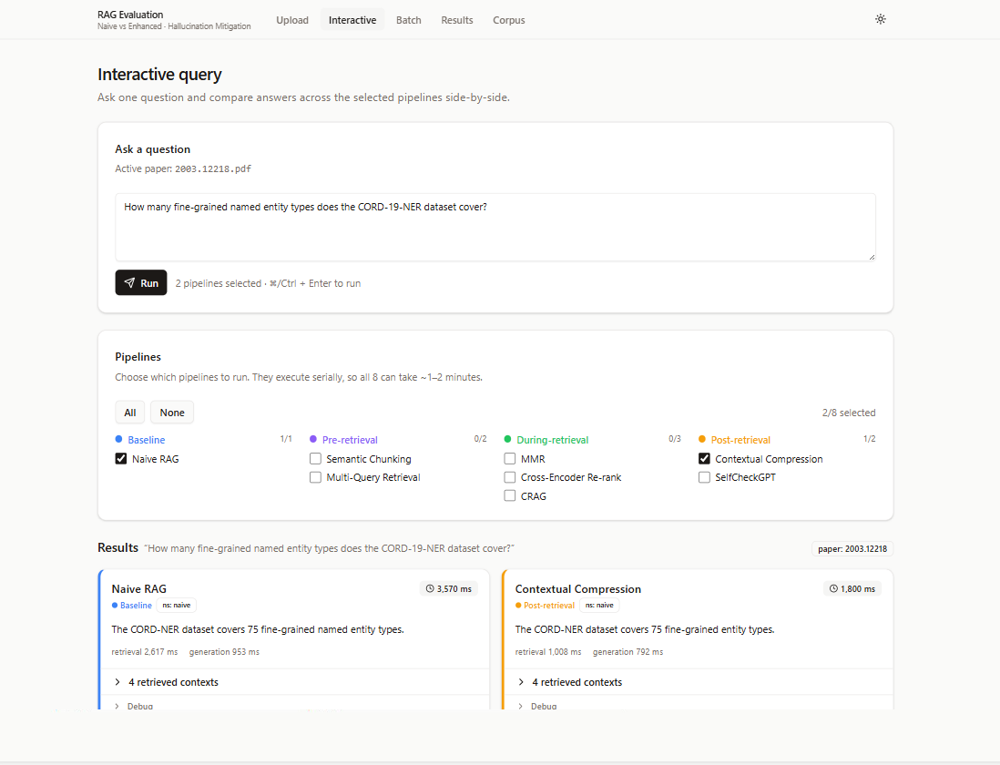 RAG Evaluation
Naive vs Enhanced · Hallucination Mitigation
Upload Interactive Batch Results Corpus
Interactive query
Ask one question and compare answers across the selected pipelines side-by-side.
Ask a question
Active paper: 2003.12218.pdf
How many fine-grained named entity types does the CORD-19-NER dataset cover?
Run 2 pipelines selected · ⌘/Ctrl + Enter to run
Pipelines
Choose which pipelines to run. They execute serially, so all 8 can take ~1–2 minutes.
All None 2/8 selected
Baseline 1/1
Naive RAG
Pre-retrieval 0/2
Semantic Chunking
Multi-Query Retrieval
During-retrieval 0/3
MMR
Cross-Encoder Re-rank
CRAG
Post-retrieval 1/2
Contextual Compression
SelfCheckGPT
Results "How many fine-grained named entity types does the CORD-19-NER dataset cover?" paper: 2003.12218
Naive RAG 3,570 ms
Baseline ns: naive
The CORD-NER dataset covers 75 fine-grained named entity types.
retrieval 2,617 ms generation 953 ms
4 retrieved contexts
Debug
Contextual Compression 1,800 ms
Post-retrieval ns: naive
The CORD-NER dataset covers 75 fine-grained entity types.
retrieval 1,008 ms generation 792 ms
4 retrieved contexts
Debug